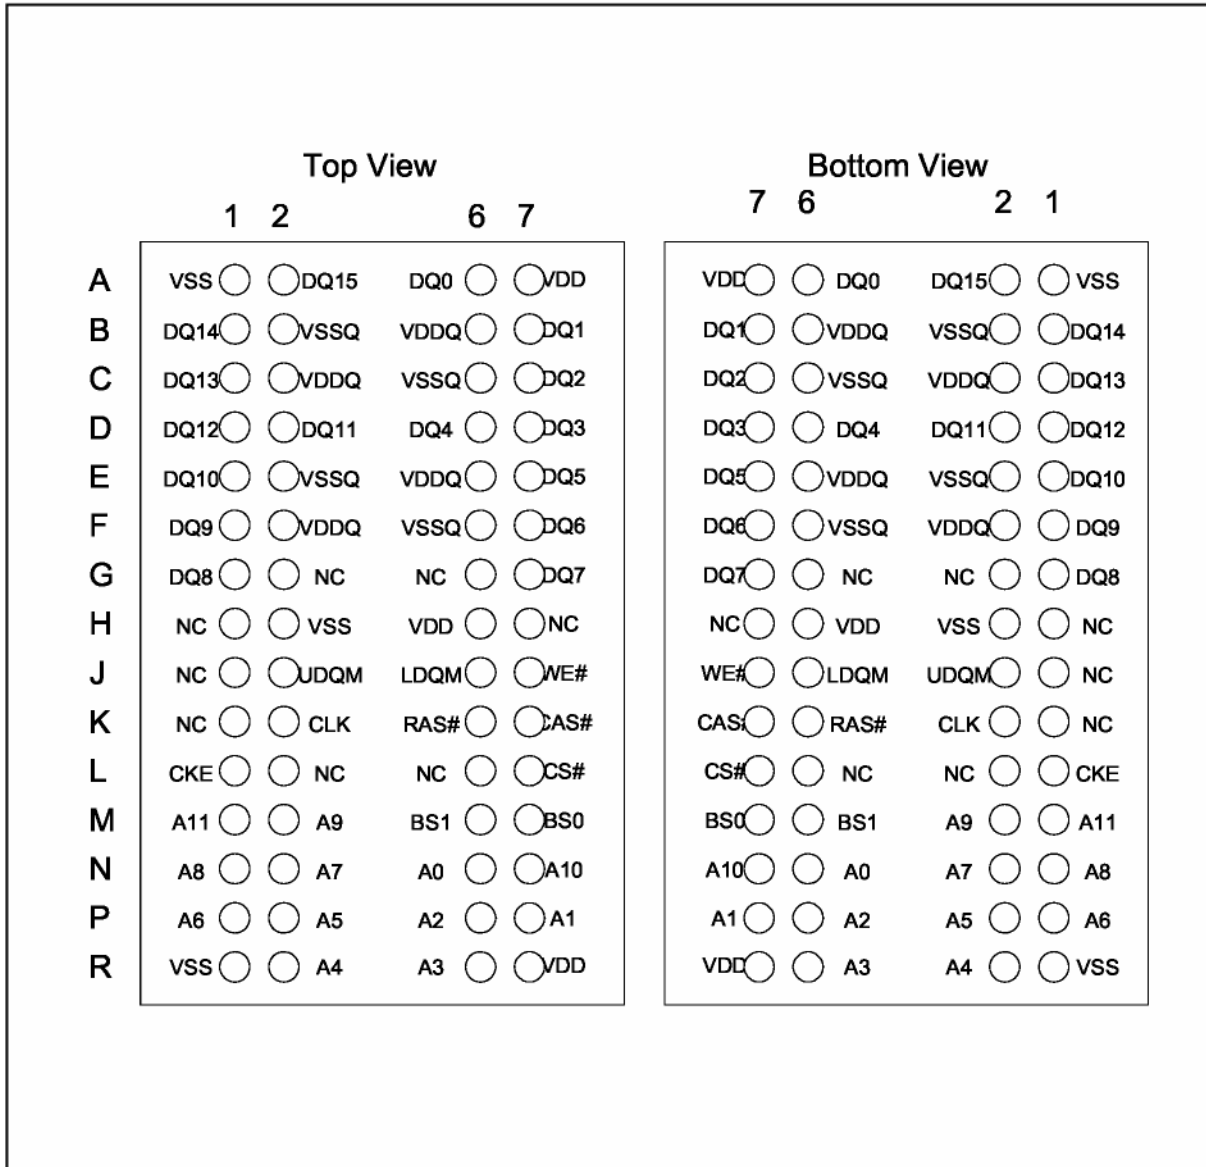 Top View Bottom View
1 2 6 7 7 6 2 1
A VSS DQ15 DQ0 VDD VDD DQ0 DQ15 VSS
B DQ14 VSSQ VDDQ DQ1 DQ1 VDDQ VSSQ DQ14
C DQ13 VDDQ VSSQ DQ2 DQ2 VSSQ VDDQ DQ13
D DQ12 DQ11 DQ4 DQ3 DQ3 DQ4 DQ11 DQ12
E DQ10 VSSQ VDDQ DQ5 DQ5 VDDQ VSSQ DQ10
F DQ9 VDDQ VSSQ DQ6 DQ6 VSSQ VDDQ DQ9
G DQ8 NC NC DQ7 DQ7 NC NC DQ8
H NC VSS VDD NC NC VDD VSS NC
J NC UDQM LDQM WE# WE# LDQM UDQM NC
K NC CLK RAS# CAS# CAS# RAS# CLK NC
L CKE NC NC CS# CS# NC NC CKE
M A11 A9 BS1 BS0 BS0 BS1 A9 A11
N A8 A7 A0 A10 A10 A0 A7 A8
P A6 A5 A2 A1 A1 A2 A5 A6
R VSS A4 A3 VDD VDD A3 A4 VSS